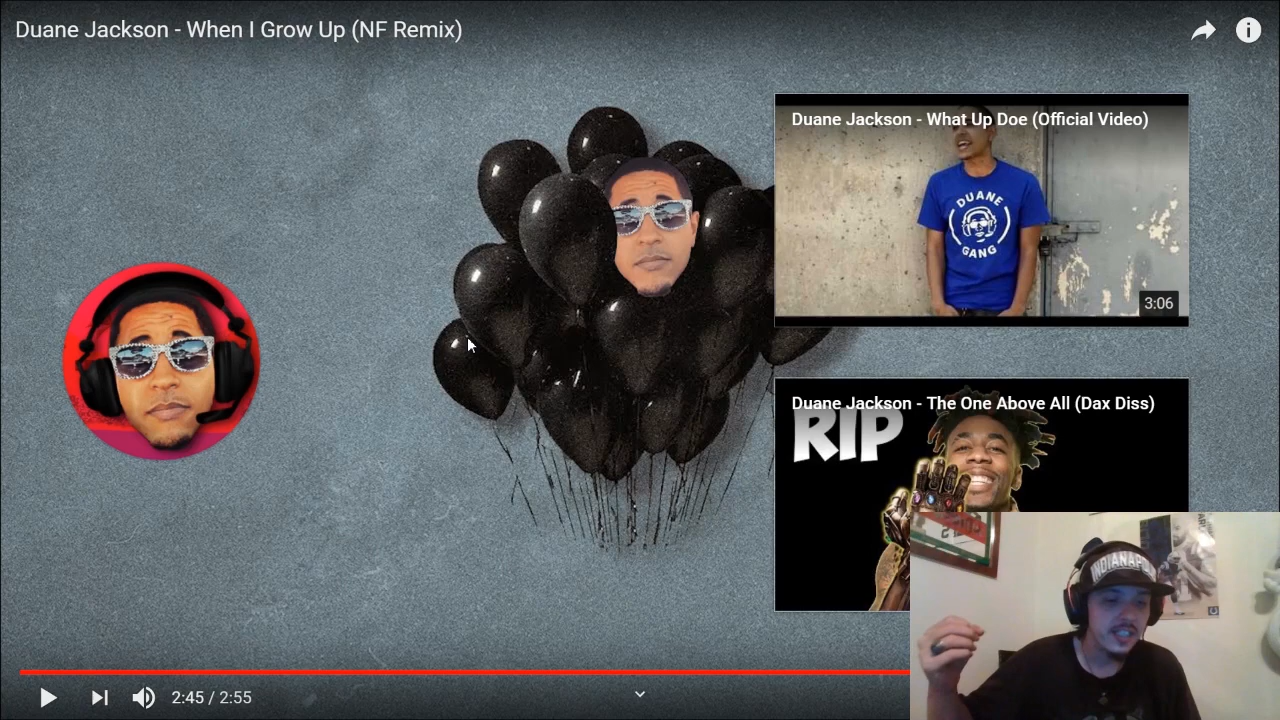 Duane Jackson - When I Grow Up (NF Remix)
Duane Jackson - What Up Doe (Official Video)
DUANE
GANG
3:06
Duane Jackson - The One Above All (Dax Diss)
RIP
INDIANAPOL
2:45 / 2:55